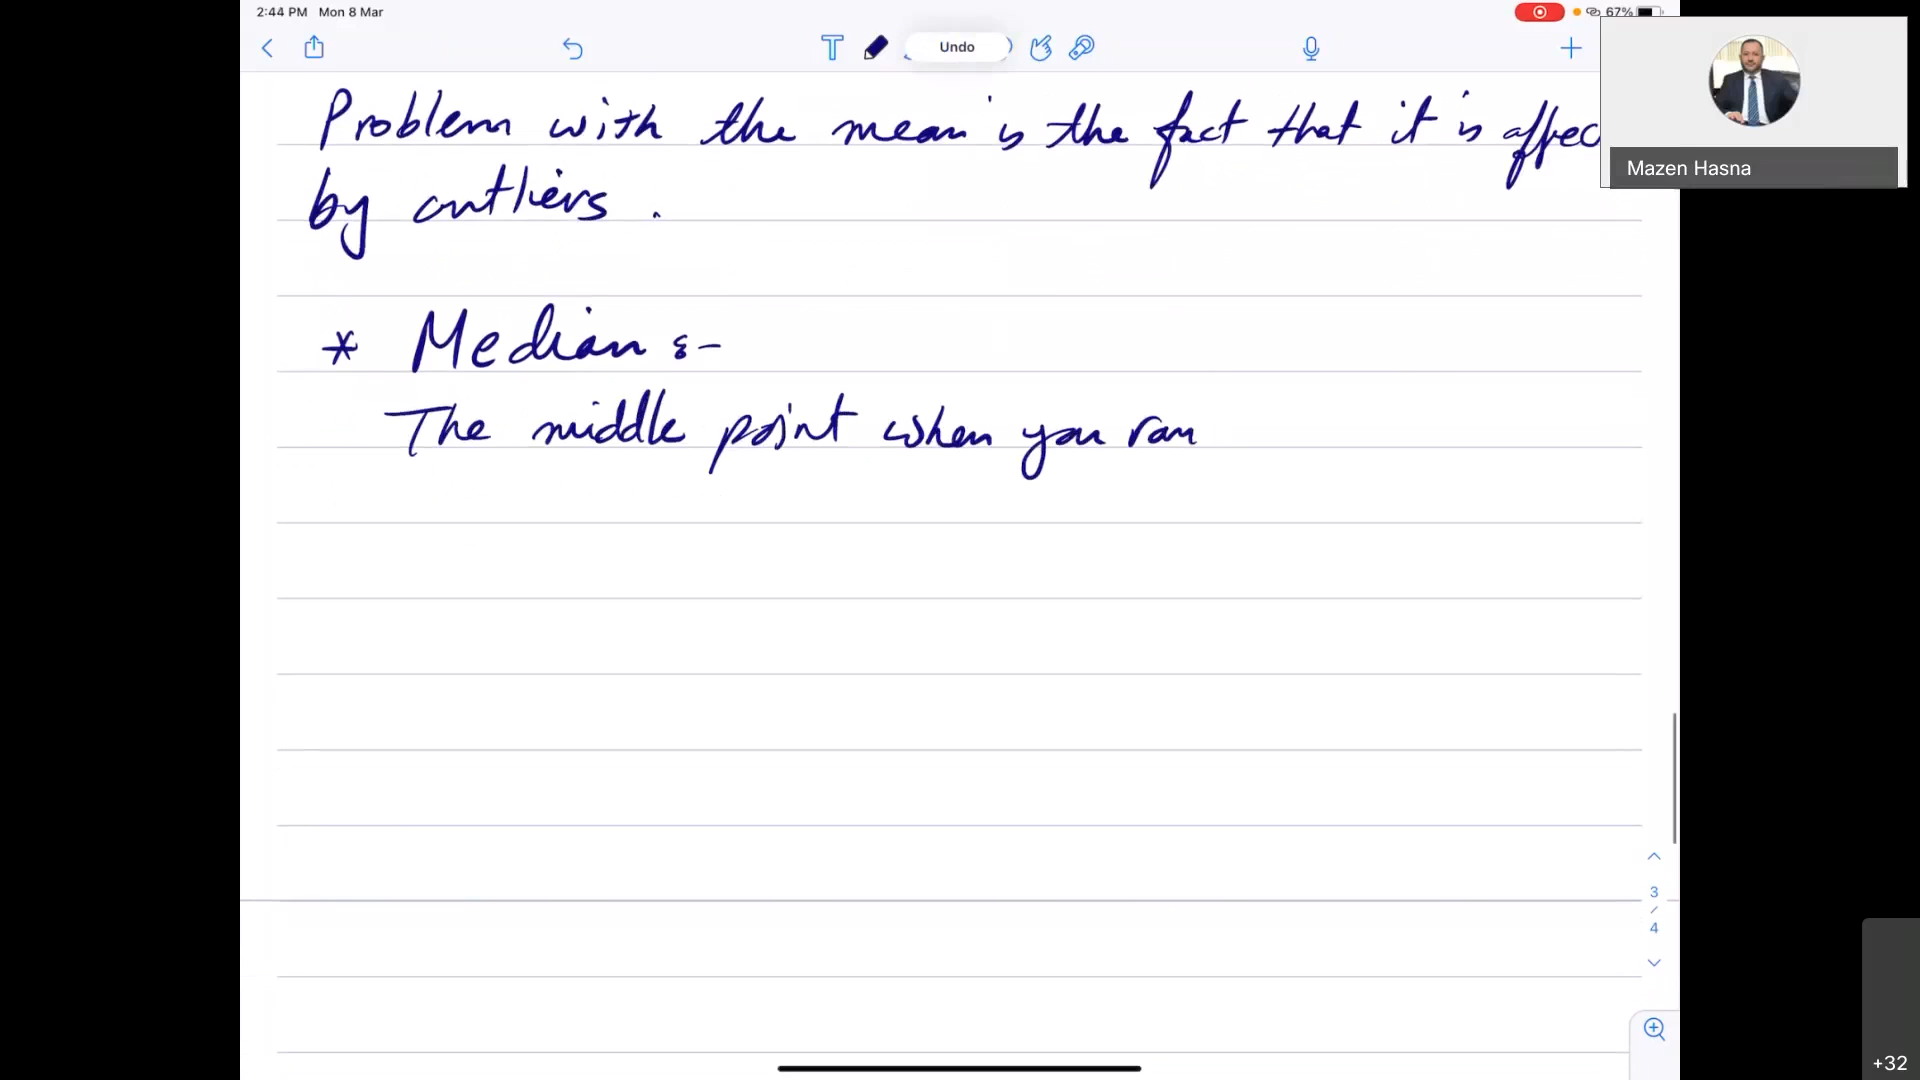 2:44 PM Mon 8 Mar
67%
Undo
Mazen Hasna
Problem with the mean is the fact that it is affec
by outliers .
* Median :-
The middle point when you ran
3
/
4
+32